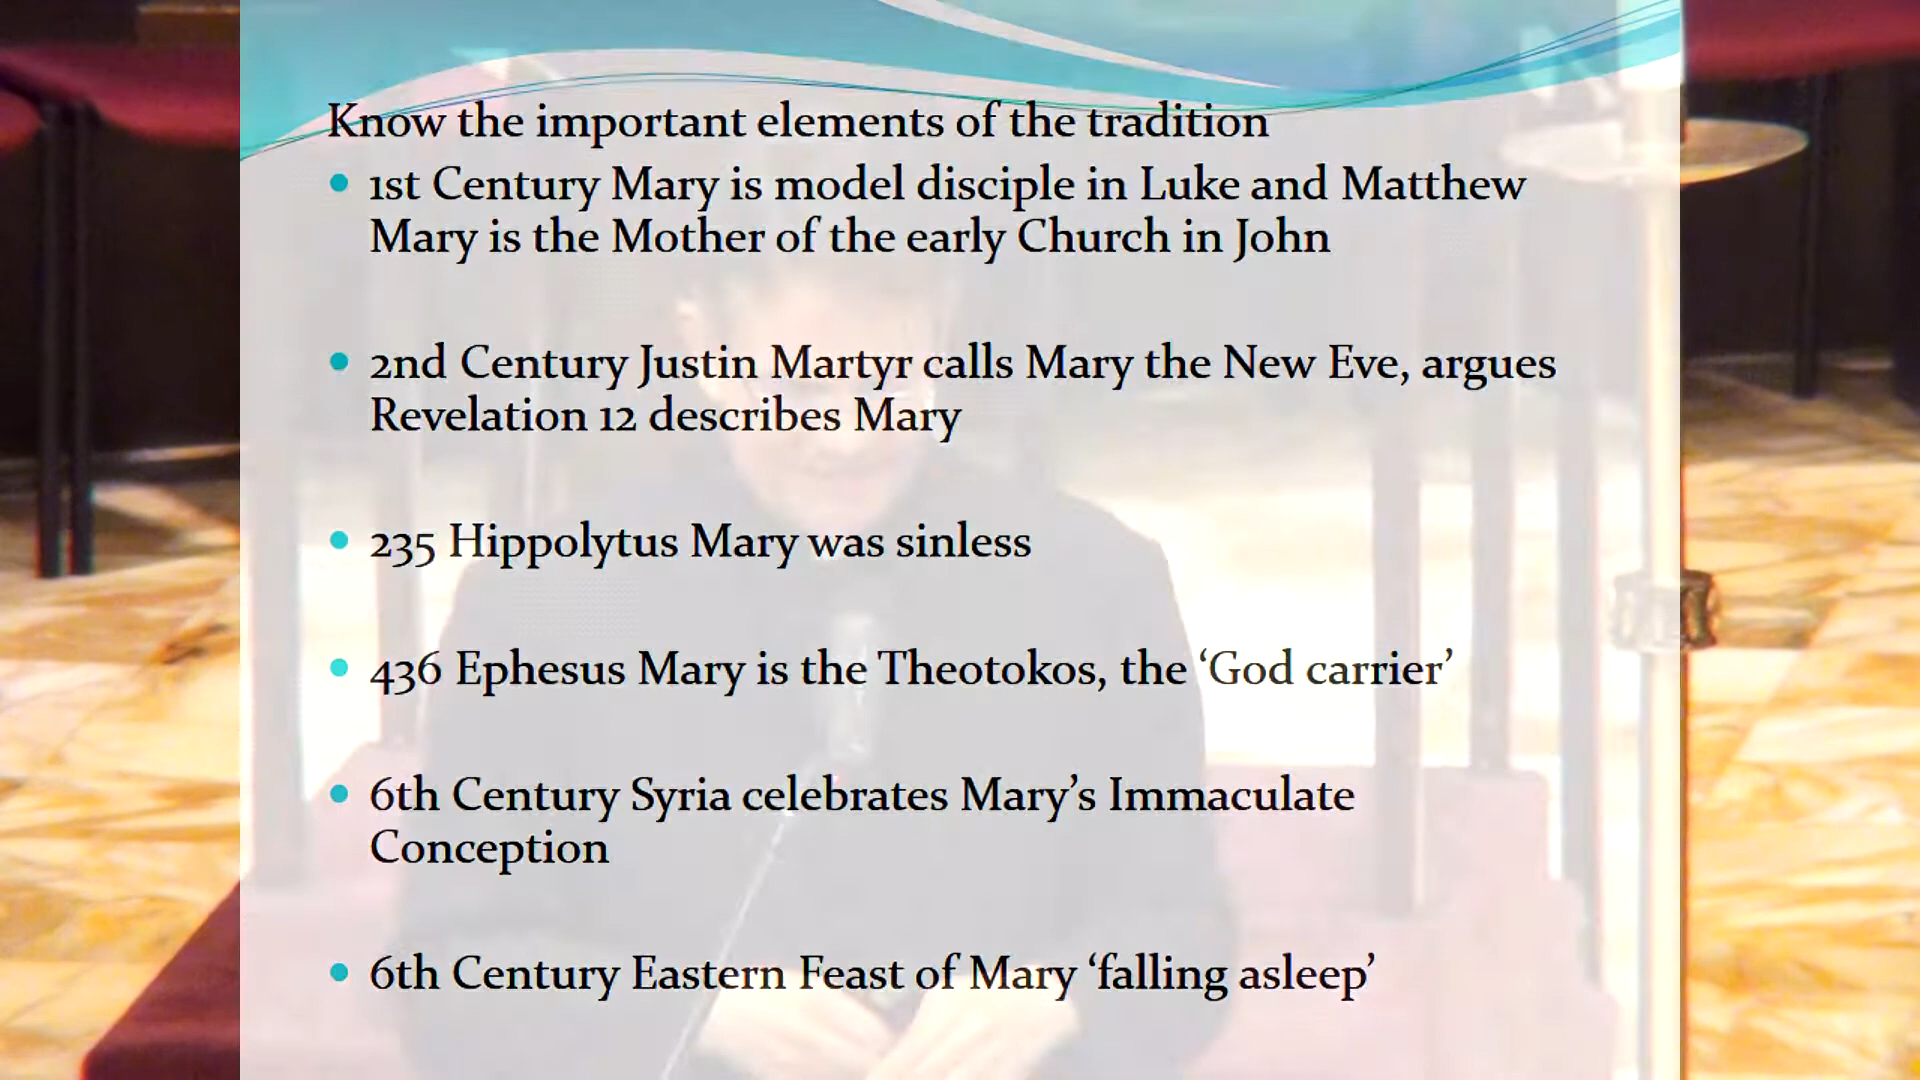 Know the important elements of the tradition
1st Century Mary is model disciple in Luke and Matthew
Mary is the Mother of the early Church in John
2nd Century Justin Martyr calls Mary the New Eve, argues
Revelation 12 describes Mary
235 Hippolytus Mary was sinless
436 Ephesus Mary is the Theotokos, the ‘God carrier’
6th Century Syria celebrates Mary’s Immaculate
Conception
6th Century Eastern Feast of Mary ‘falling asleep’